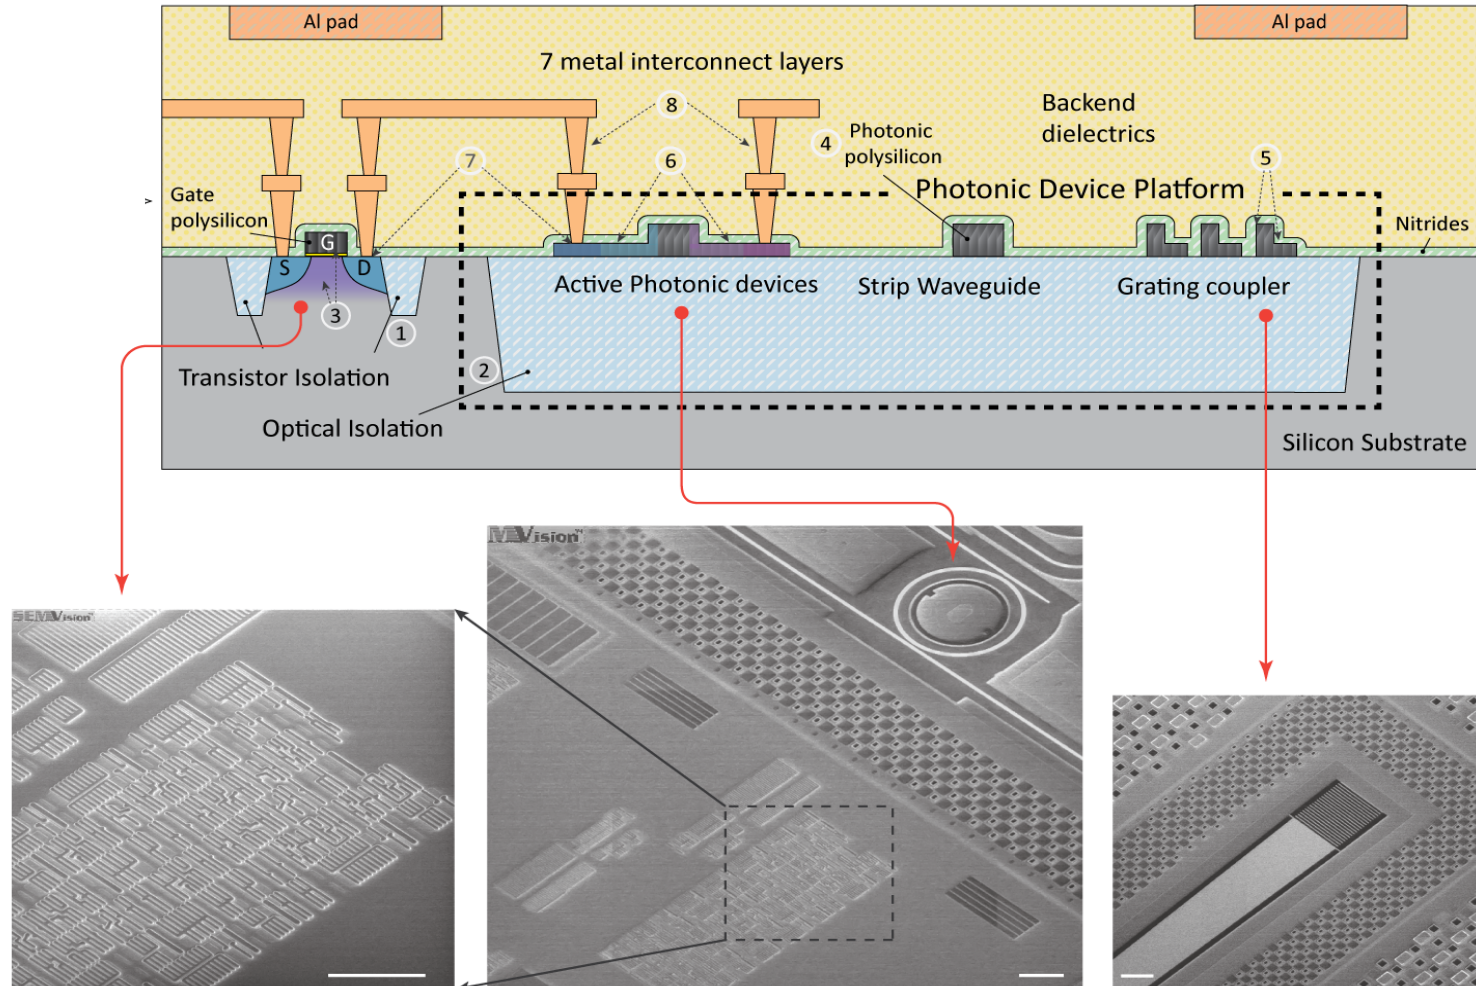 Al pad
Al pad
7 metal interconnect layers
8
Backend
dielectrics
4
Photonic
polysilicon
7
6
5
Gate
polysilicon
Photonic Device Platform
Nitrides
G
S
D
Active Photonic devices
Strip Waveguide
Grating coupler
3
1
2
Transistor Isolation
Optical Isolation
Silicon Substrate
MVision™
SEMVision™